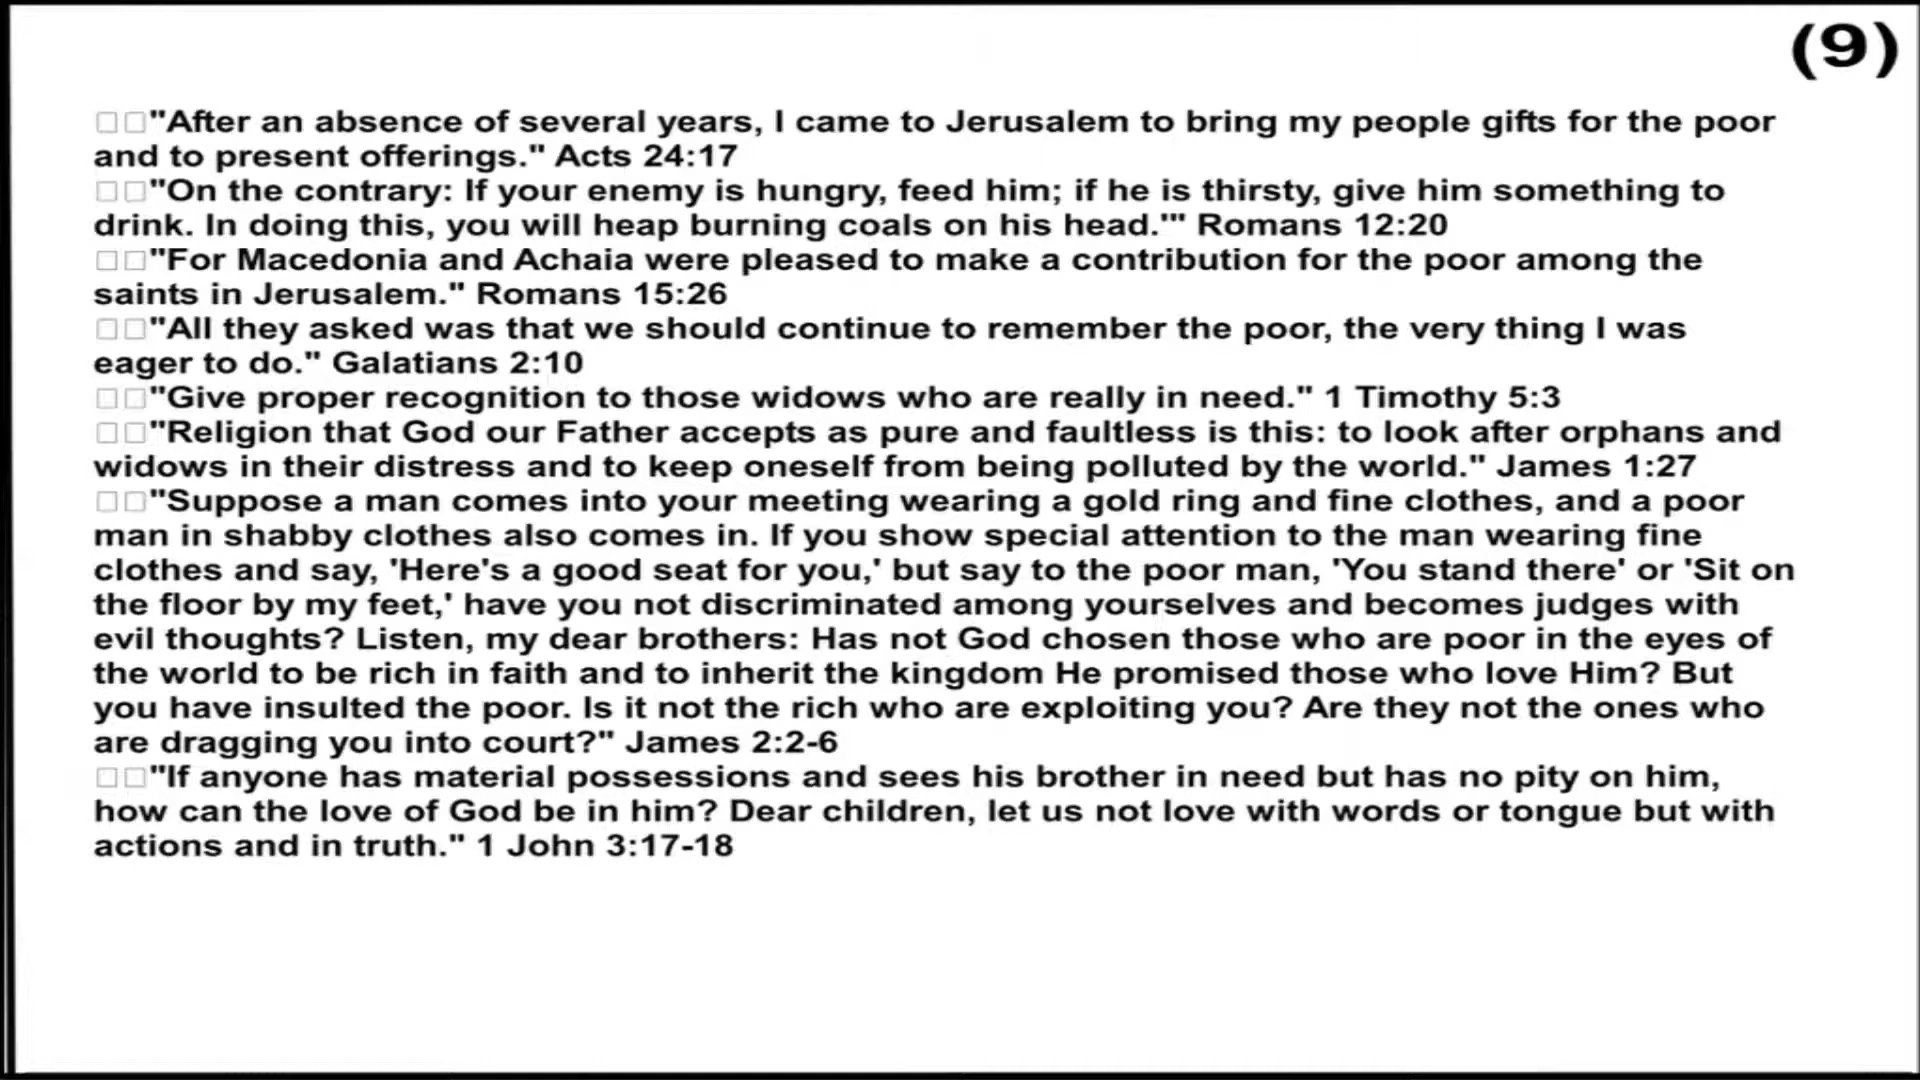 (9)
□□"After an absence of several years, I came to Jerusalem to bring my people gifts for the poor
and to present offerings." Acts 24:17
□□"On the contrary: If your enemy is hungry, feed him; if he is thirsty, give him something to
drink. In doing this, you will heap burning coals on his head.'" Romans 12:20
□□"For Macedonia and Achaia were pleased to make a contribution for the poor among the
saints in Jerusalem." Romans 15:26
□□"All they asked was that we should continue to remember the poor, the very thing I was
eager to do." Galatians 2:10
□□"Give proper recognition to those widows who are really in need." 1 Timothy 5:3
□□"Religion that God our Father accepts as pure and faultless is this: to look after orphans and
widows in their distress and to keep oneself from being polluted by the world." James 1:27
□□"Suppose a man comes into your meeting wearing a gold ring and fine clothes, and a poor
man in shabby clothes also comes in. If you show special attention to the man wearing fine
clothes and say, 'Here's a good seat for you,' but say to the poor man, 'You stand there' or 'Sit on
the floor by my feet,' have you not discriminated among yourselves and becomes judges with
evil thoughts? Listen, my dear brothers: Has not God chosen those who are poor in the eyes of
the world to be rich in faith and to inherit the kingdom He promised those who love Him? But
you have insulted the poor. Is it not the rich who are exploiting you? Are they not the ones who
are dragging you into court?" James 2:2-6
□□"If anyone has material possessions and sees his brother in need but has no pity on him,
how can the love of God be in him? Dear children, let us not love with words or tongue but with
actions and in truth." 1 John 3:17-18